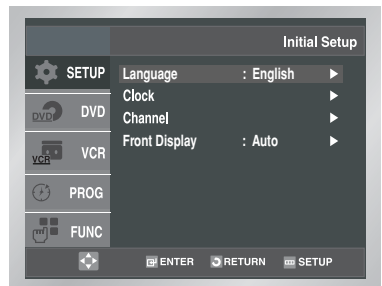 Initial Setup
SETUP
Language : English
Clock
Channel
Front Display : Auto
DVD DVD
VCR VCR
PROG
FUNC
ENTER RETURN SETUP